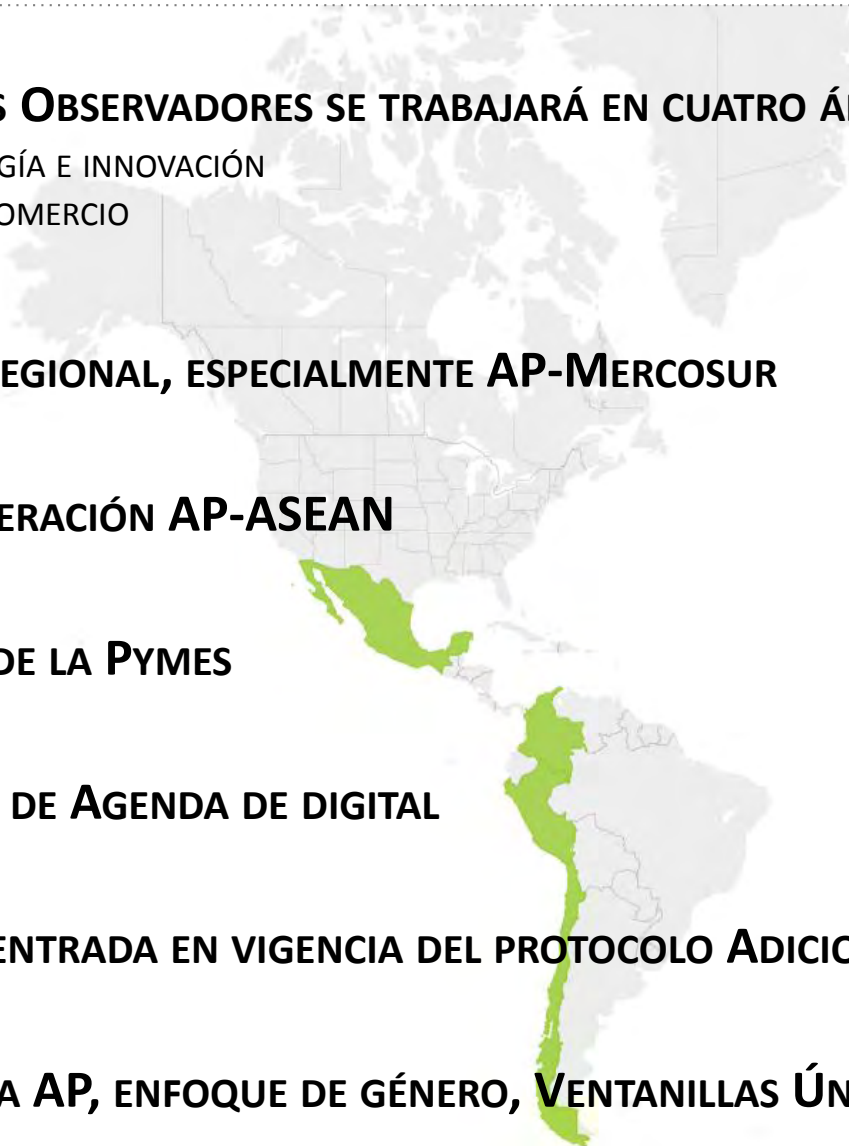 S OBSERVADORES SE TRABAJARÁ EN CUATRO Á
GÍA E INNOVACIÓN
OMERCIO
EGIONAL, ESPECIALMENTE AP-MERCOSUR
ERACIÓN AP-ASEAN
DE LA PYMES
DE AGENDA DE DIGITAL
ENTRADA EN VIGENCIA DEL PROTOCOLO ADICIO
A AP, ENFOQUE DE GÉNERO, VENTANILLAS ÚN